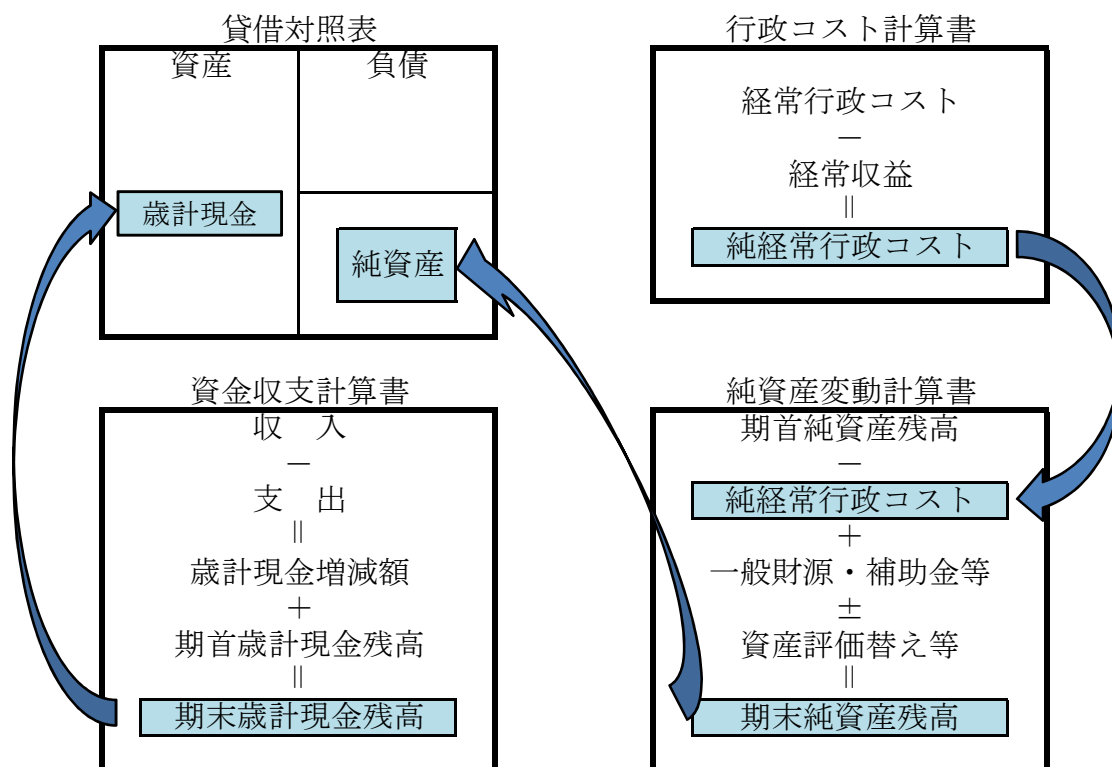 貸借対照表
資産
負債
歳計現金
純資産
行政コスト計算書
経常行政コスト
－
経常収益
॥
純経常行政コスト
資金収支計算書
収　入
－
支　出
॥
歳計現金増減額
＋
期首歳計現金残高
॥
期末歳計現金残高
純資産変動計算書
期首純資産残高
－
純経常行政コスト
＋
一般財源・補助金等
±
資産評価替え等
॥
期末純資産残高